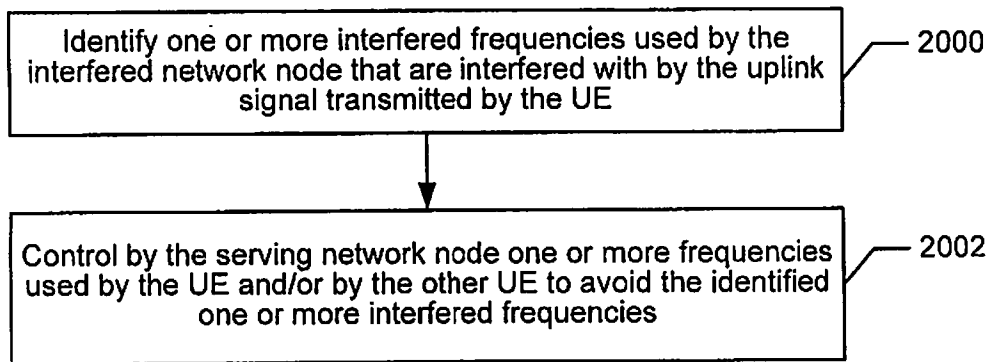 Identify one or more interfered frequencies used by the
interfered network node that are interfered with by the uplink
signal transmitted by the UE
2000
Control by the serving network node one or more frequencies
used by the UE and/or by the other UE to avoid the identified
one or more interfered frequencies
2002